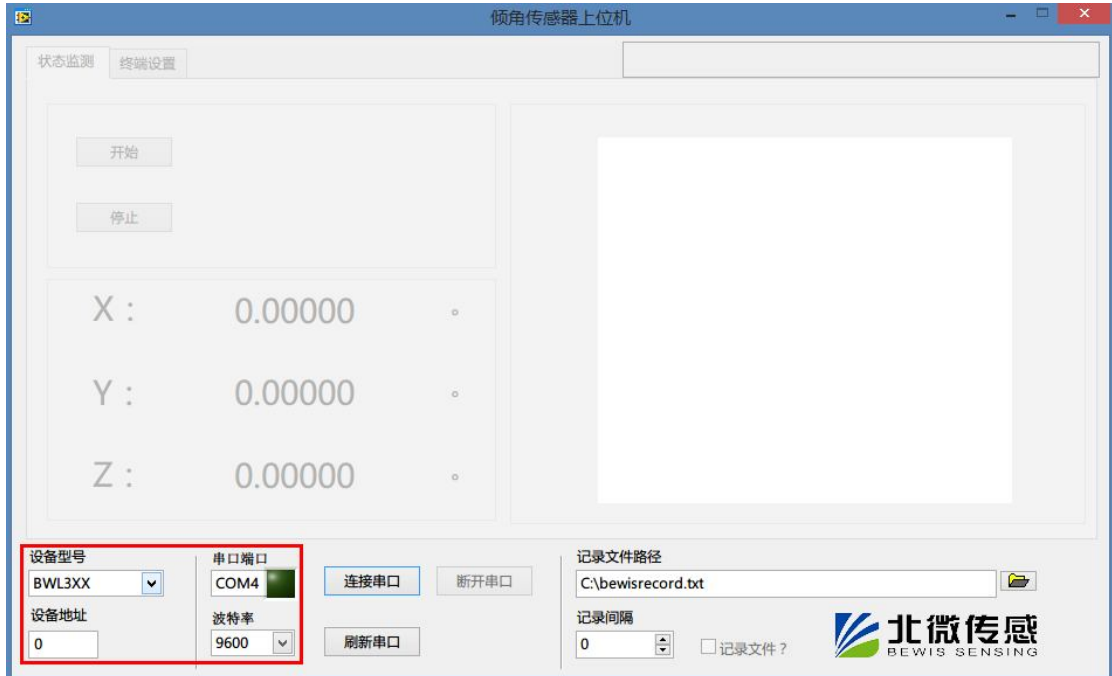 倾角传感器上位机
状态监测 终端设置
开始
停止
X： 0.00000 °
Y： 0.00000 °
Z： 0.00000 °
设备型号 串口端口 记录文件路径
BWL3XX COM4 连接串口 断开串口 C:\bewisrecord.txt
设备地址 波特率 记录间隔
0 9600 刷新串口 0 记录文件？
北微传感
BEWIS SENSING